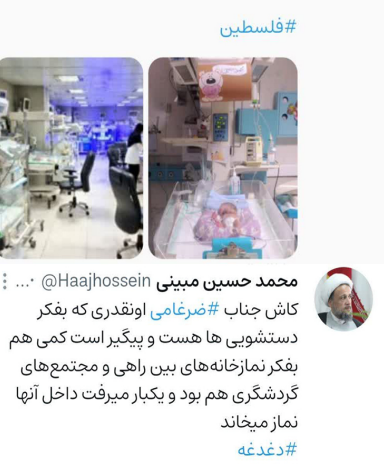 #فلسطین
محمد حسین مبینی @Haajhossein ·...
کاش جناب #ضرغامی اونقدری که بفکر
دستشویی ها هست و پیگیر است کمی هم
بفکر نمازخانه‌های بین راهی و مجتمع‌های
گردشگری هم بود و یکبار میرفت داخل آنها
نماز میخاند
#دغدغه